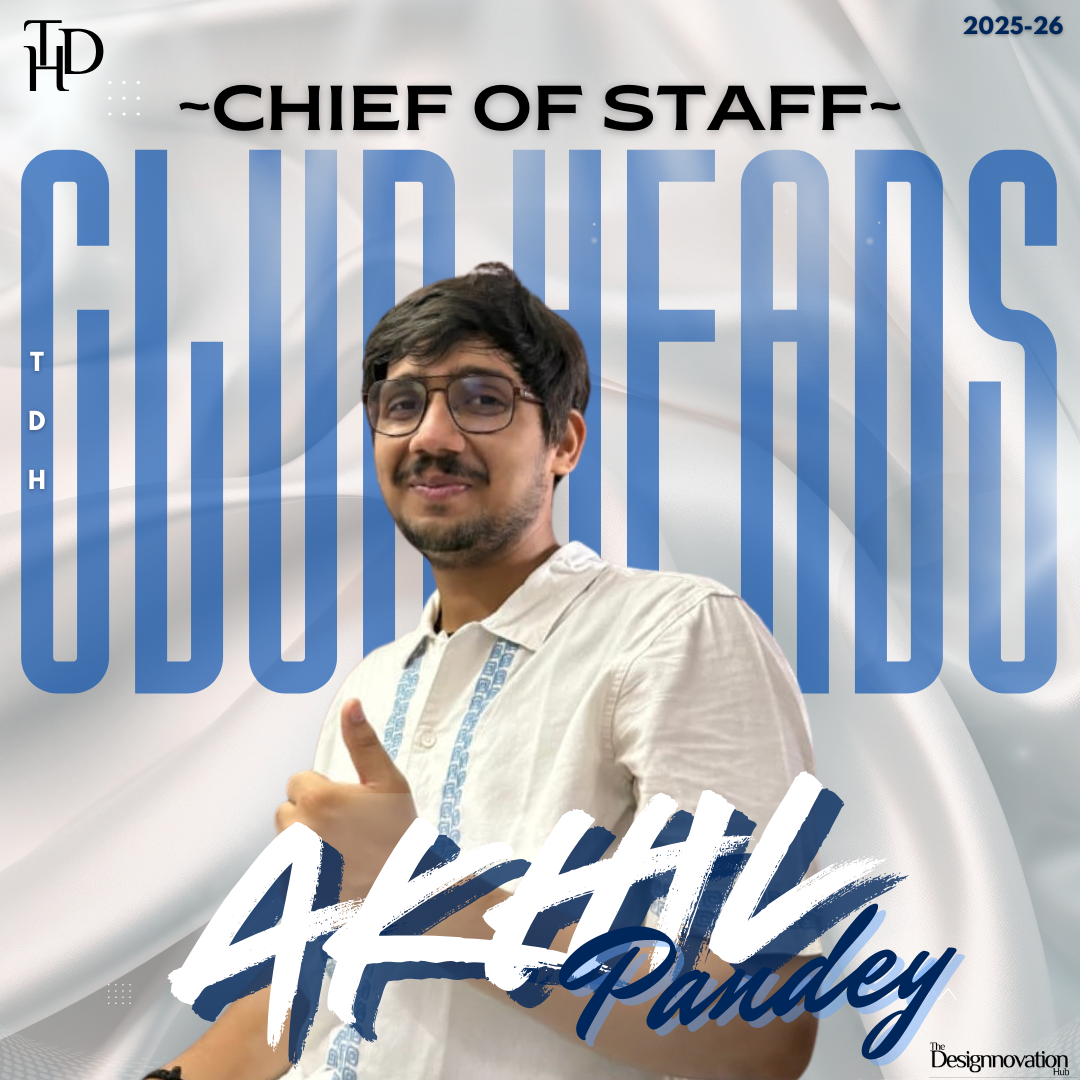 THD
2025-26
~CHIEF OF STAFF~
CLUB HEADS
T
D
H
AKHIL
Pandey
The
Designnovation
Hub